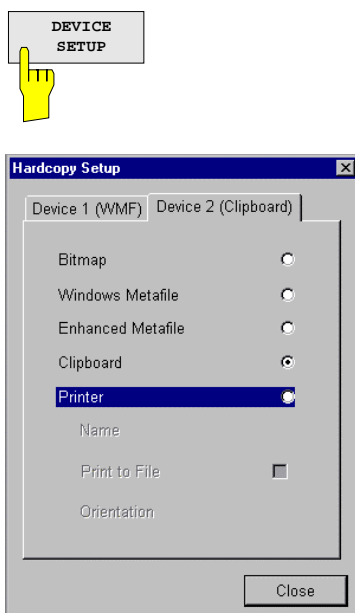 DEVICE
SETUP
Hardcopy Setup
Device 1 (WMF) Device 2 (Clipboard)
Bitmap
Windows Metafile
Enhanced Metafile
Clipboard
Printer
Name
Print to File
Orientation
Close